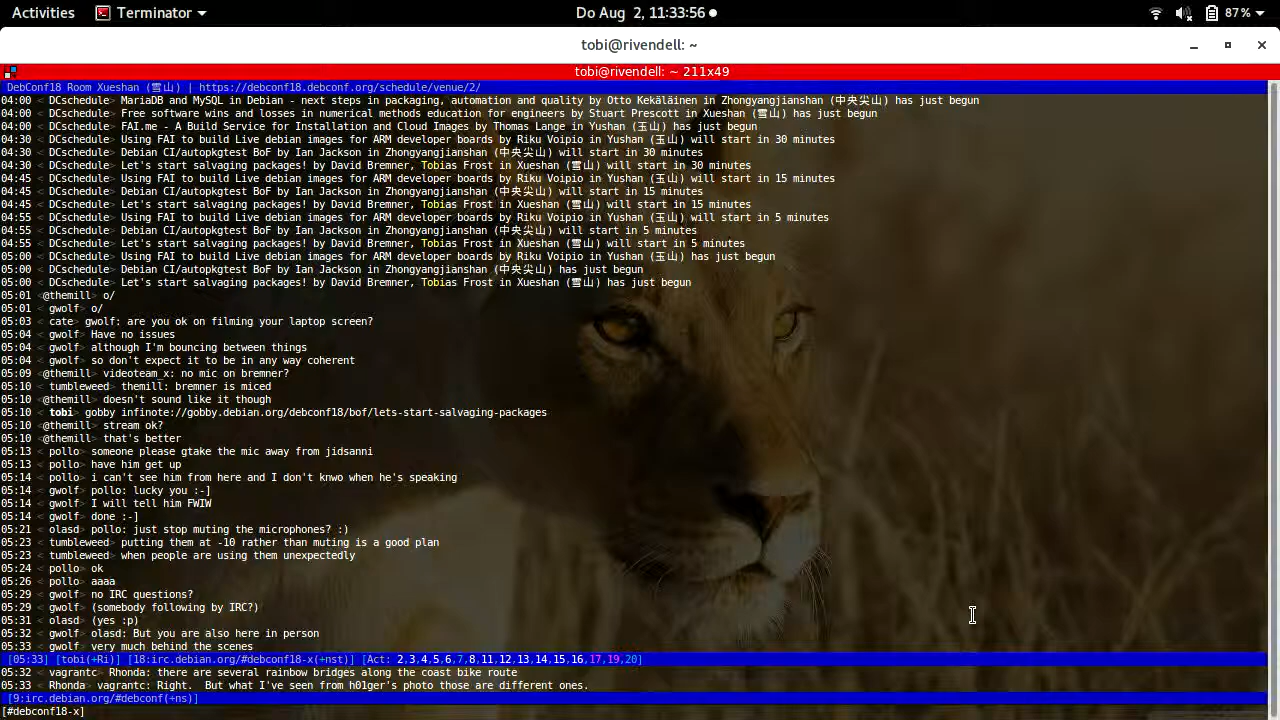 Activities Terminator Do Aug 2, 11:33:56 87%
tobi@rivendell: ~
tobi@rivendell: ~ 211x49
DebConf18 Room Xueshan (雪山) | https://debconf18.debconf.org/schedule/venue/2/
04:00 < DCschedule> MariaDB and MySQL in Debian - next steps in packaging, automation and quality by Otto Kekäläinen in Zhongyangjianshan (中央尖山) has just begun
04:00 < DCschedule> Free software wins and losses in numerical methods education for engineers by Stuart Prescott in Xueshan (雪山) has just begun
04:00 < DCschedule> FAI.me - A Build Service for Installation and Cloud Images by Thomas Lange in Yushan (玉山) has just begun
04:30 < DCschedule> Using FAI to build Live debian images for ARM developer boards by Riku Voipio in Yushan (玉山) will start in 30 minutes
04:30 < DCschedule> Debian CI/autopkgtest BoF by Ian Jackson in Zhongyangjianshan (中央尖山) will start in 30 minutes
04:30 < DCschedule> Let's start salvaging packages! by David Bremner, Tobias Frost in Xueshan (雪山) will start in 30 minutes
04:45 < DCschedule> Using FAI to build Live debian images for ARM developer boards by Riku Voipio in Yushan (玉山) will start in 15 minutes
04:45 < DCschedule> Debian CI/autopkgtest BoF by Ian Jackson in Zhongyangjianshan (中央尖山) will start in 15 minutes
04:45 < DCschedule> Let's start salvaging packages! by David Bremner, Tobias Frost in Xueshan (雪山) will start in 15 minutes
04:55 < DCschedule> Using FAI to build Live debian images for ARM developer boards by Riku Voipio in Yushan (玉山) will start in 5 minutes
04:55 < DCschedule> Debian CI/autopkgtest BoF by Ian Jackson in Zhongyangjianshan (中央尖山) will start in 5 minutes
04:55 < DCschedule> Let's start salvaging packages! by David Bremner, Tobias Frost in Xueshan (雪山) will start in 5 minutes
05:00 < DCschedule> Using FAI to build Live debian images for ARM developer boards by Riku Voipio in Yushan (玉山) has just begun
05:00 < DCschedule> Debian CI/autopkgtest BoF by Ian Jackson in Zhongyangjianshan (中央尖山) has just begun
05:00 < DCschedule> Let's start salvaging packages! by David Bremner, Tobias Frost in Xueshan (雪山) has just begun
05:01 <@themill> o/
05:01 < gwolf> o/
05:03 < cate> gwolf: are you ok on filming your laptop screen?
05:04 < gwolf> Have no issues
05:04 < gwolf> although I'm bouncing between things
05:04 < gwolf> so don't expect it to be in any way coherent
05:09 <@themill> videoteam_x: no mic on bremner?
05:10 < tumbleweed> themill: bremner is miced
05:10 <@themill> doesn't sound like it though
05:10 < tobi> gobby infinote://gobby.debian.org/debconf18/bof/lets-start-salvaging-packages
05:10 <@themill> stream ok?
05:10 <@themill> that's better
05:13 < pollo> someone please gtake the mic away from jidsanni
05:13 < pollo> have him get up
05:14 < pollo> i can't see him from here and I don't knwo when he's speaking
05:14 < gwolf> pollo: lucky you :-]
05:14 < gwolf> I will tell him FWIW
05:14 < gwolf> done :-]
05:21 < olasd> pollo: just stop muting the microphones? :)
05:23 < tumbleweed> putting them at -10 rather than muting is a good plan
05:23 < tumbleweed> when people are using them unexpectedly
05:24 < pollo> ok
05:26 < pollo> aaaa
05:29 < gwolf> no IRC questions?
05:29 < gwolf> (somebody following by IRC?)
05:31 < olasd> (yes :p)
05:32 < gwolf> olasd: But you are also here in person
05:33 < gwolf> very much behind the scenes
[05:33] [tobi(+Ri)] [18:irc.debian.org/#debconf18-x(+nst)] [Act: 2,3,4,5,6,7,8,11,12,12,13,14,15,16,17,19,20]
05:32 < vagrantc> Rhonda: there are several rainbow bridges along the coast bike route
05:33 < Rhonda> vagrantc: Right. But what I've seen from h01ger's photo those are different ones.
[9:irc.debian.org/#debconf(+ns)]
[#debconf18-x]